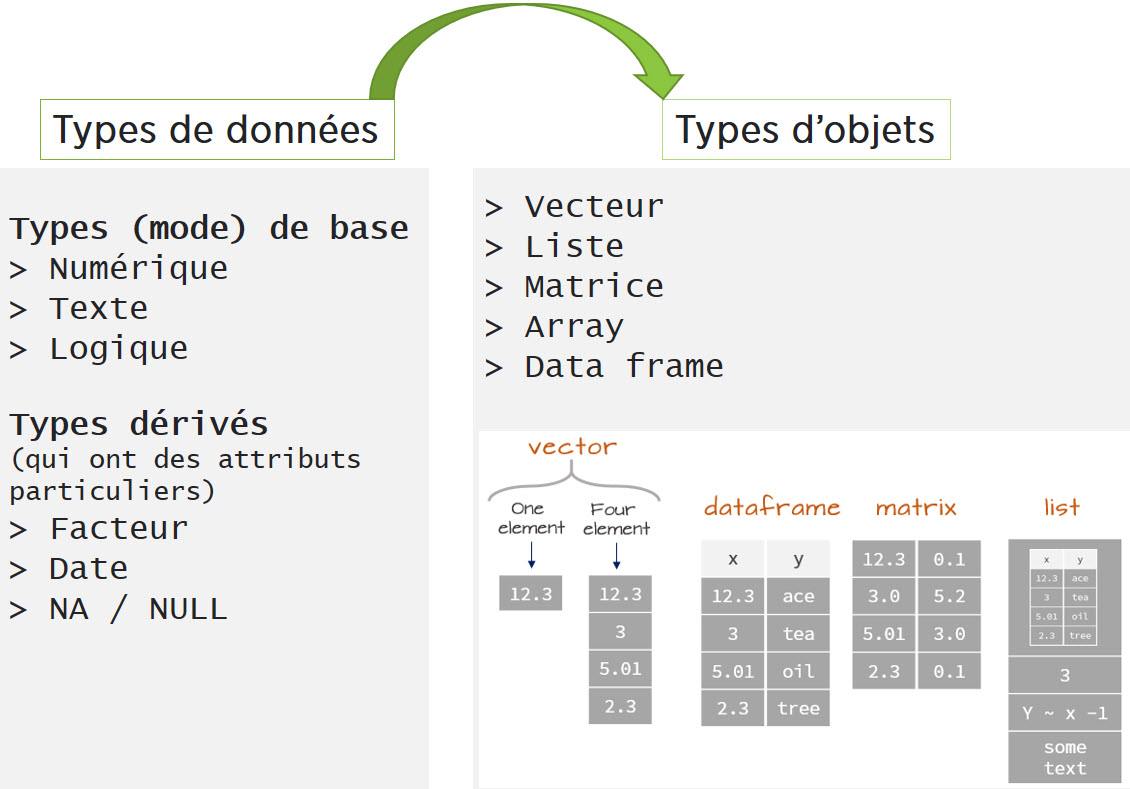 Types de données
Types d’objets
Types (mode) de base
> Numérique
> Texte
> Logique
Types dérivés
(qui ont des attributs
particuliers)
> Facteur
> Date
> NA / NULL
> Vecteur
> Liste
> Matrice
> Array
> Data frame
vector
One
element
Four
element
12.3
12.3
3
5.01
2.3
dataframe
x y
12.3 ace
3 tea
5.01 oil
2.3 tree
matrix
12.3 0.1
3.0 5.2
5.01 3.0
2.3 0.1
list
x y
12.3 ace
3 tea
5.01 oil
2.3 tree
3
Y ~ x -1
some
text